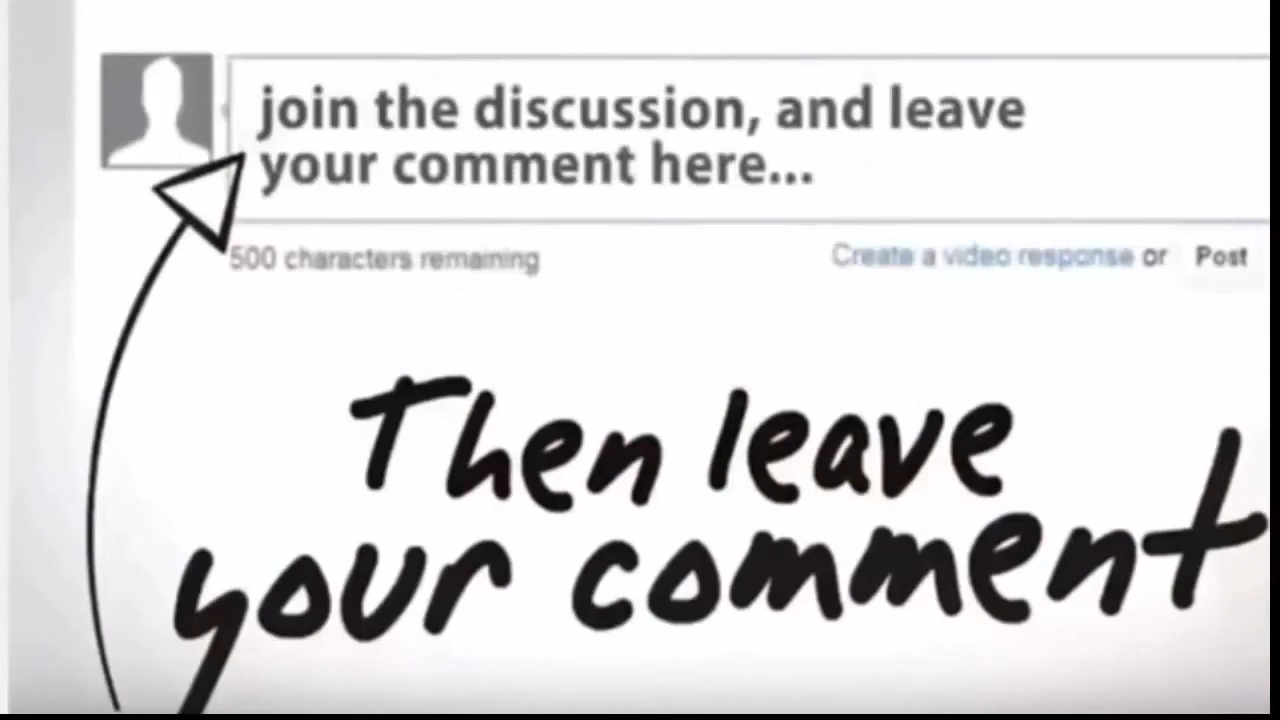 join the discussion, and leave
your comment here...
500 characters remaining
Create a video response or Post
Then leave
your comment